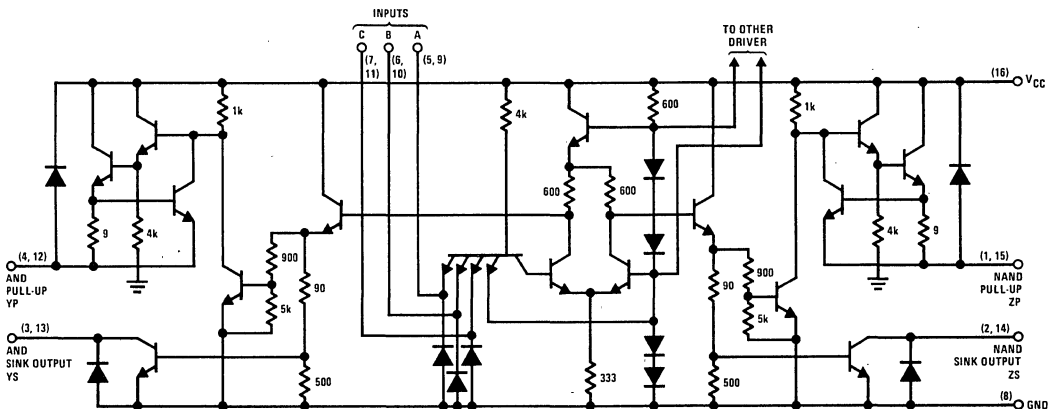 INPUTS
C B A
(7, 11) (6, 10) (5, 9)
TO OTHER
DRIVER
(16) VCC
1k
4k
600
1k
600 600
9
4k
4k
9
(4, 12)
AND
PULL-UP
YP
900
90
5k
900
90
5k
(1, 15)
NAND
PULL-UP
ZP
(3, 13)
AND
SINK OUTPUT
YS
(2, 14)
NAND
SINK OUTPUT
ZS
500
333
500
(8) GND